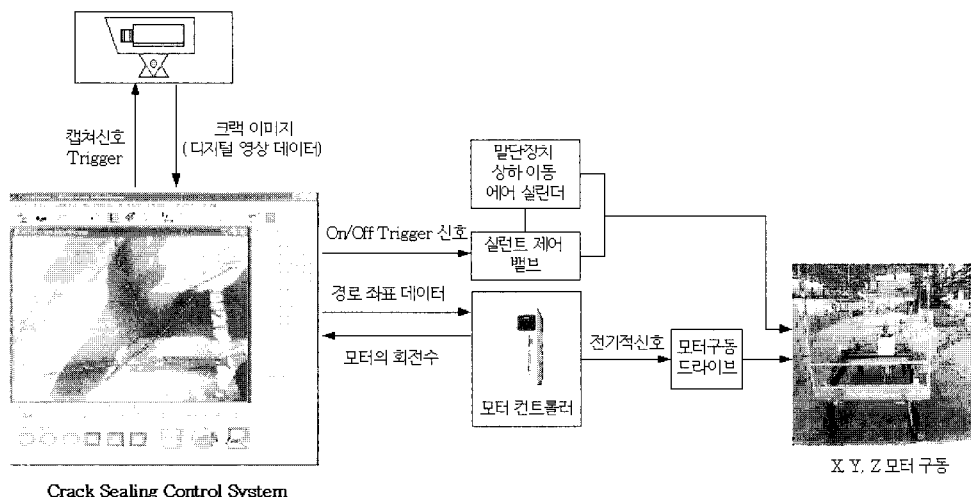 캡쳐신호
Trigger
크랙 이미지
( 디지털 영상 데이터)
말단장치
상하 이동
에어 실린더
On/Off Trigger 신호
실런트 제어
밸브
경로 좌표 데이터
모터의 회전수
전기적신호
모터구동
드라이브
모터 컨트롤러
X, Y, Z 모터 구동
Crack Sealing Control System